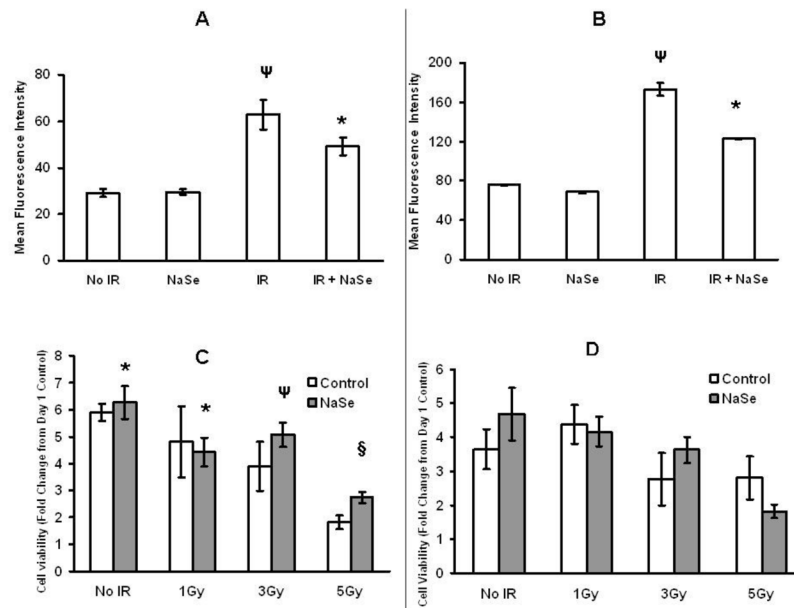 A
Mean Fluorescence Intensity
80
60
40
20
0
Ψ
*
No IR NaSe IR IR + NaSe
B
Mean Fluorescence Intensity
200
160
120
80
40
0
Ψ
*
No IR NaSe IR IR + NaSe
C
Cell viability (Fold Change from Day 1 Control)
8
7
6
5
4
3
2
1
0
*
*
Ψ
§
Control
NaSe
No IR 1Gy 3Gy 5Gy
D
Cell Viability (Fold Change from Day 1 Control)
6
5
4
3
2
1
0
Control
NaSe
No IR 1Gy 3Gy 5Gy